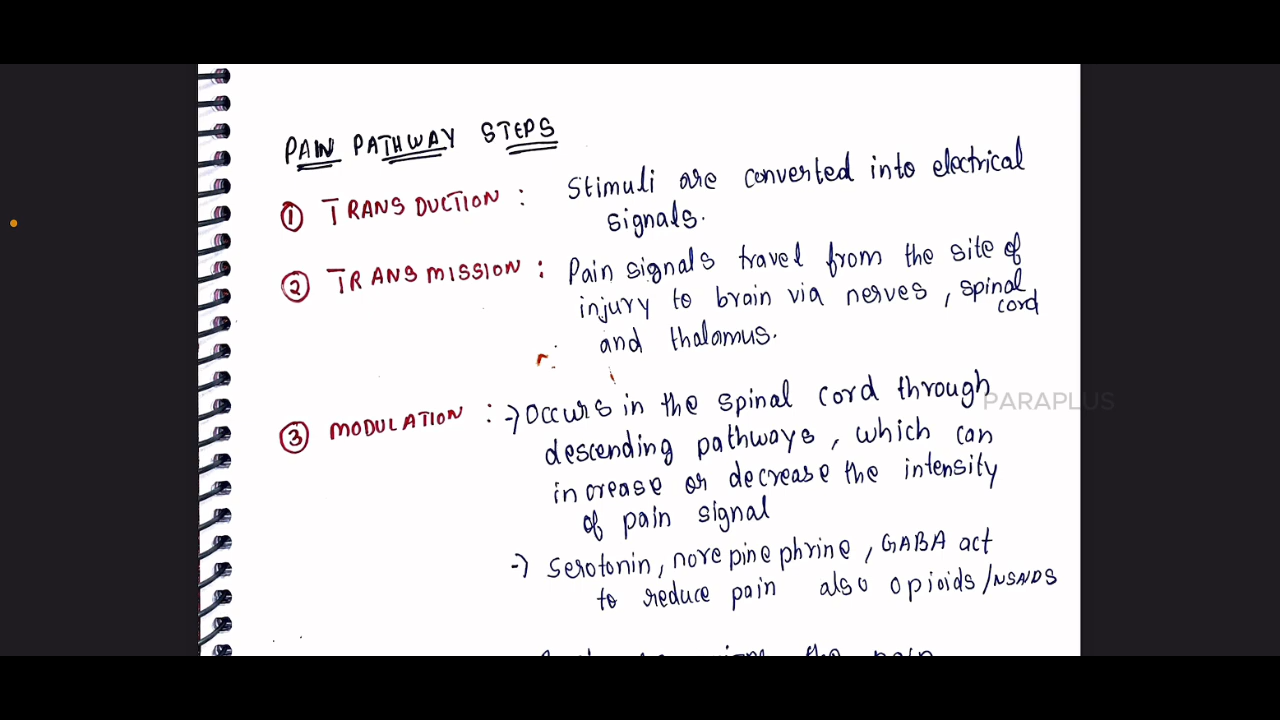 PAIN PATHWAY STEPS
① TRANSDUCTION : Stimuli are converted into electrical
signals.
② TRANSMISSION : Pain signals travel from the site of
injury to brain via nerves, spinal
cord
and thalamus.
③ MODULATION : → Occurs in the spinal cord through
descending pathways, which can
increase or decrease the intensity
of pain signal
→ Serotonin, norepinephrine, GABA act
to reduce pain also opioids/NSAIDS
the pain
PARAPLUS